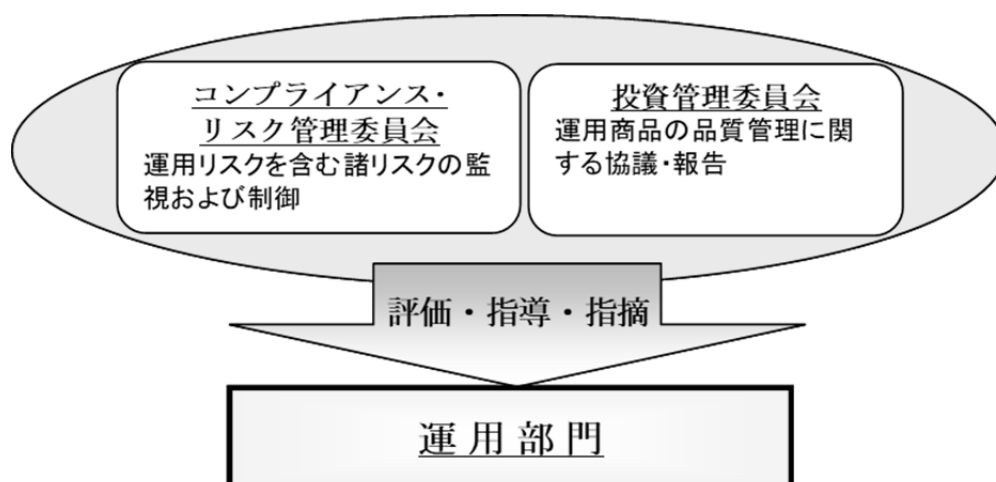 コンプライアンス・
リスク管理委員会
運用リスクを含む諸リスクの監
視および制御
投資管理委員会
運用商品の品質管理に関
する協議・報告
評価・指導・指摘
運用部門